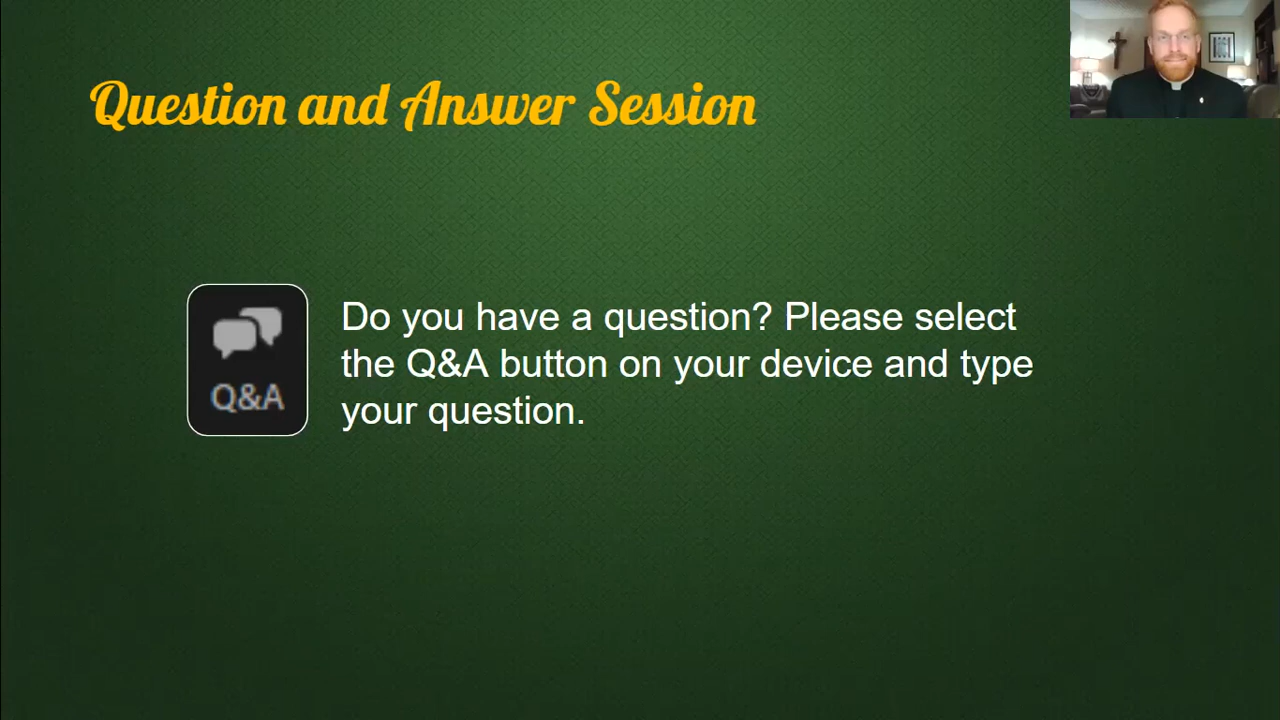 Question and Answer Session
Q&A
Do you have a question? Please select
the Q&A button on your device and type
your question.